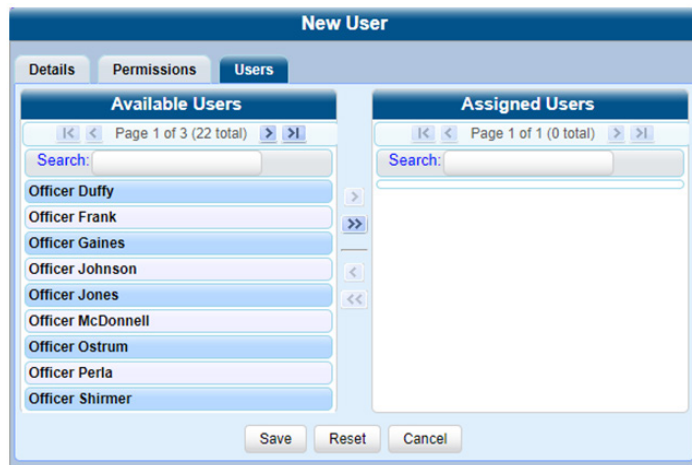 New User
Details Permissions Users
Available Users
|< < Page 1 of 3 (22 total) > >|
Search:
Officer Duffy
Officer Frank
Officer Gaines
Officer Johnson
Officer Jones
Officer McDonnell
Officer Ostrum
Officer Perla
Officer Shirmer
>
>>
<
<<
Assigned Users
|< < Page 1 of 1 (0 total) > >|
Search:
Save Reset Cancel